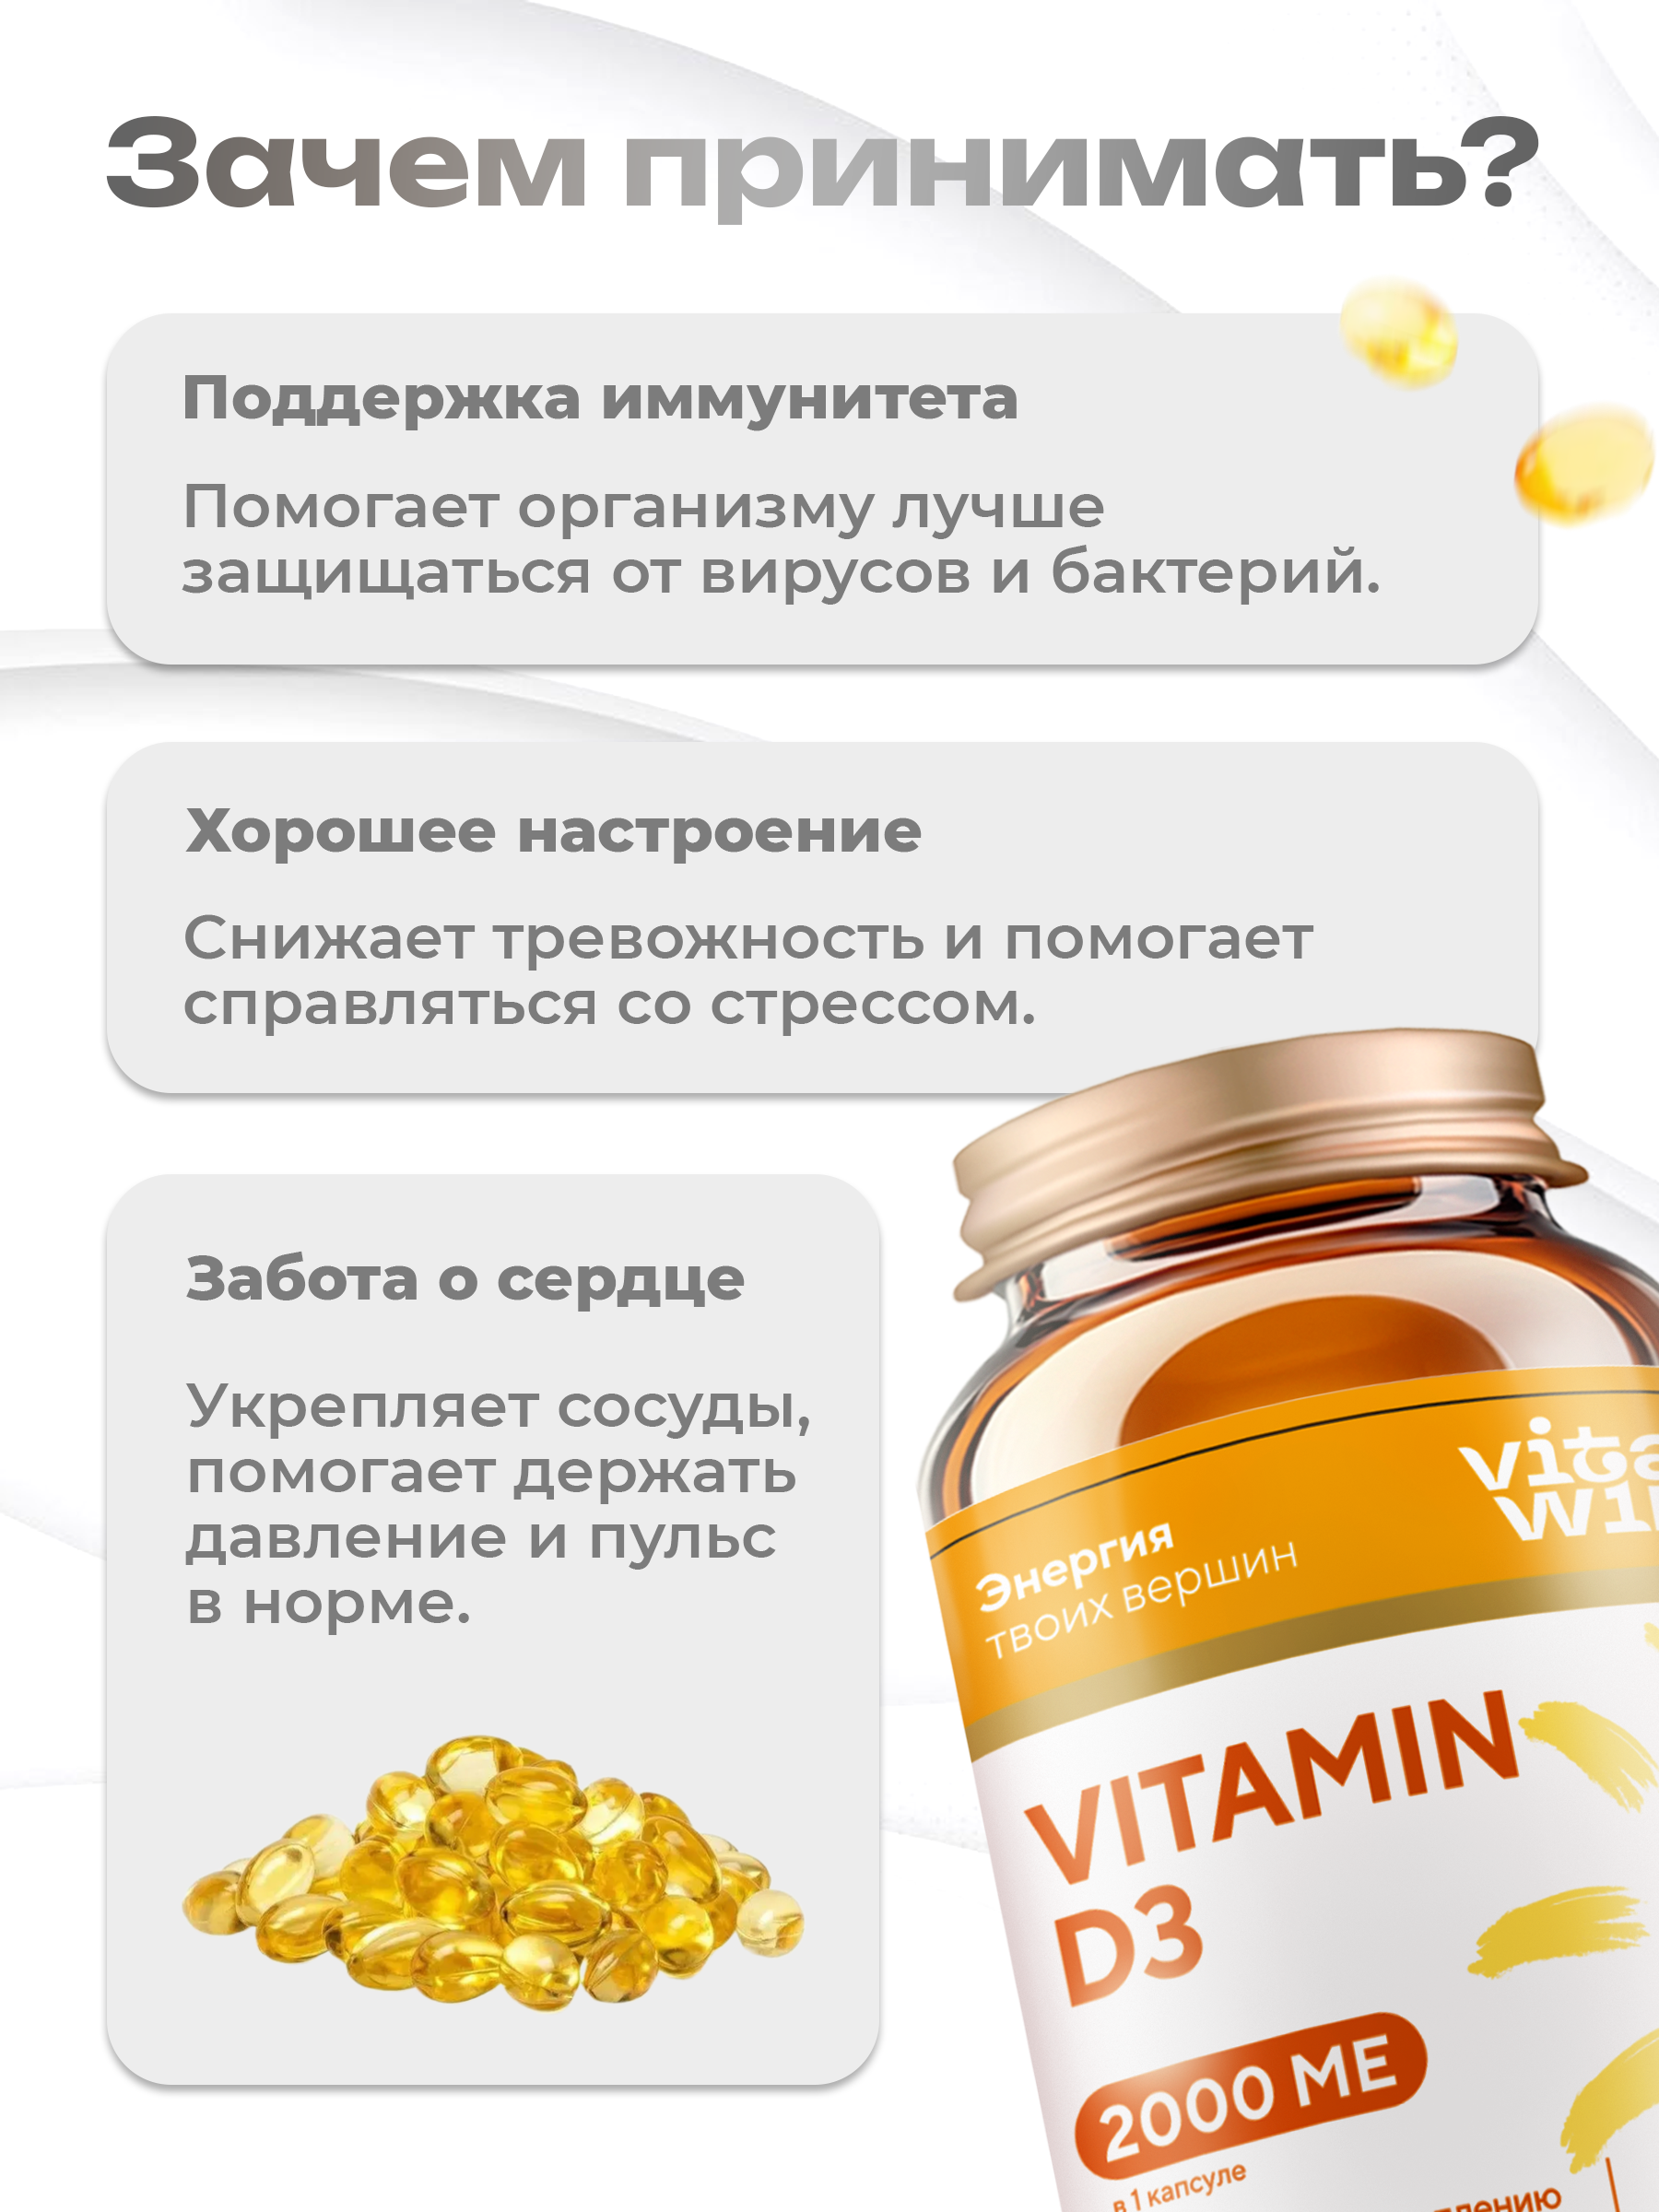 Зачем принимать?
Поддержка иммунитета
Помогает организму лучше
защищаться от вирусов и бактерий.
Хорошее настроение
Снижает тревожность и помогает
справляться со стрессом.
Забота о сердце
Укрепляет сосуды,
помогает держать
давление и пульс
в норме.
Энергия
твоих вершин
vita
VITAMIN
D3
2000 МЕ
в 1 капсуле